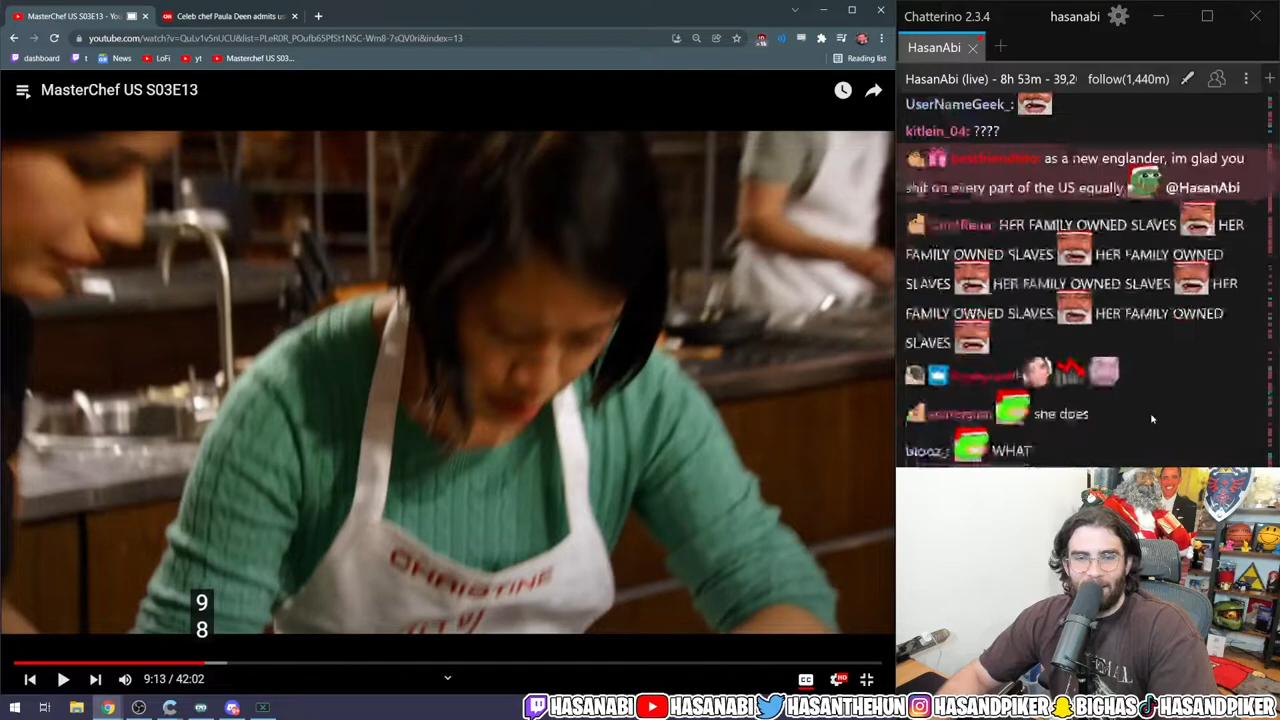 MasterChef US S03E13 - You
Celeb chef Paula Deen admits us
youtube.com/watch?v=QuLv1v5nUCU&list=PLeR0R_POufb65PfSt1N5C-Wm8-7sQV0ri&index=13
dashboard
t
News
LoFi
yt
Masterchef US S03...
Reading list
MasterChef US S03E13
CHRISTINE
9
8
9:13 / 42:02
CC
HD
Chatterino 2.3.4
hasanabi
HasanAbi
HasanAbi (live) - 8h 53m - 39,2
follow(1,440m)
UserNameGeek_:
kitlein_04: ????
as a new englander, im glad you
shit on every part of the US equally
@HasanAbi
HER FAMILY OWNED SLAVES HER
FAMILY OWNED SLAVES HER FAMILY OWNED
SLAVES HER FAMILY OWNED SLAVES HER
FAMILY OWNED SLAVES HER FAMILY OWNED
SLAVES
she does
WHAT
HASANABI
HASANABI
HASANTHEHUN
HASANDPIKER
BIGHAS
HASANDPIKER